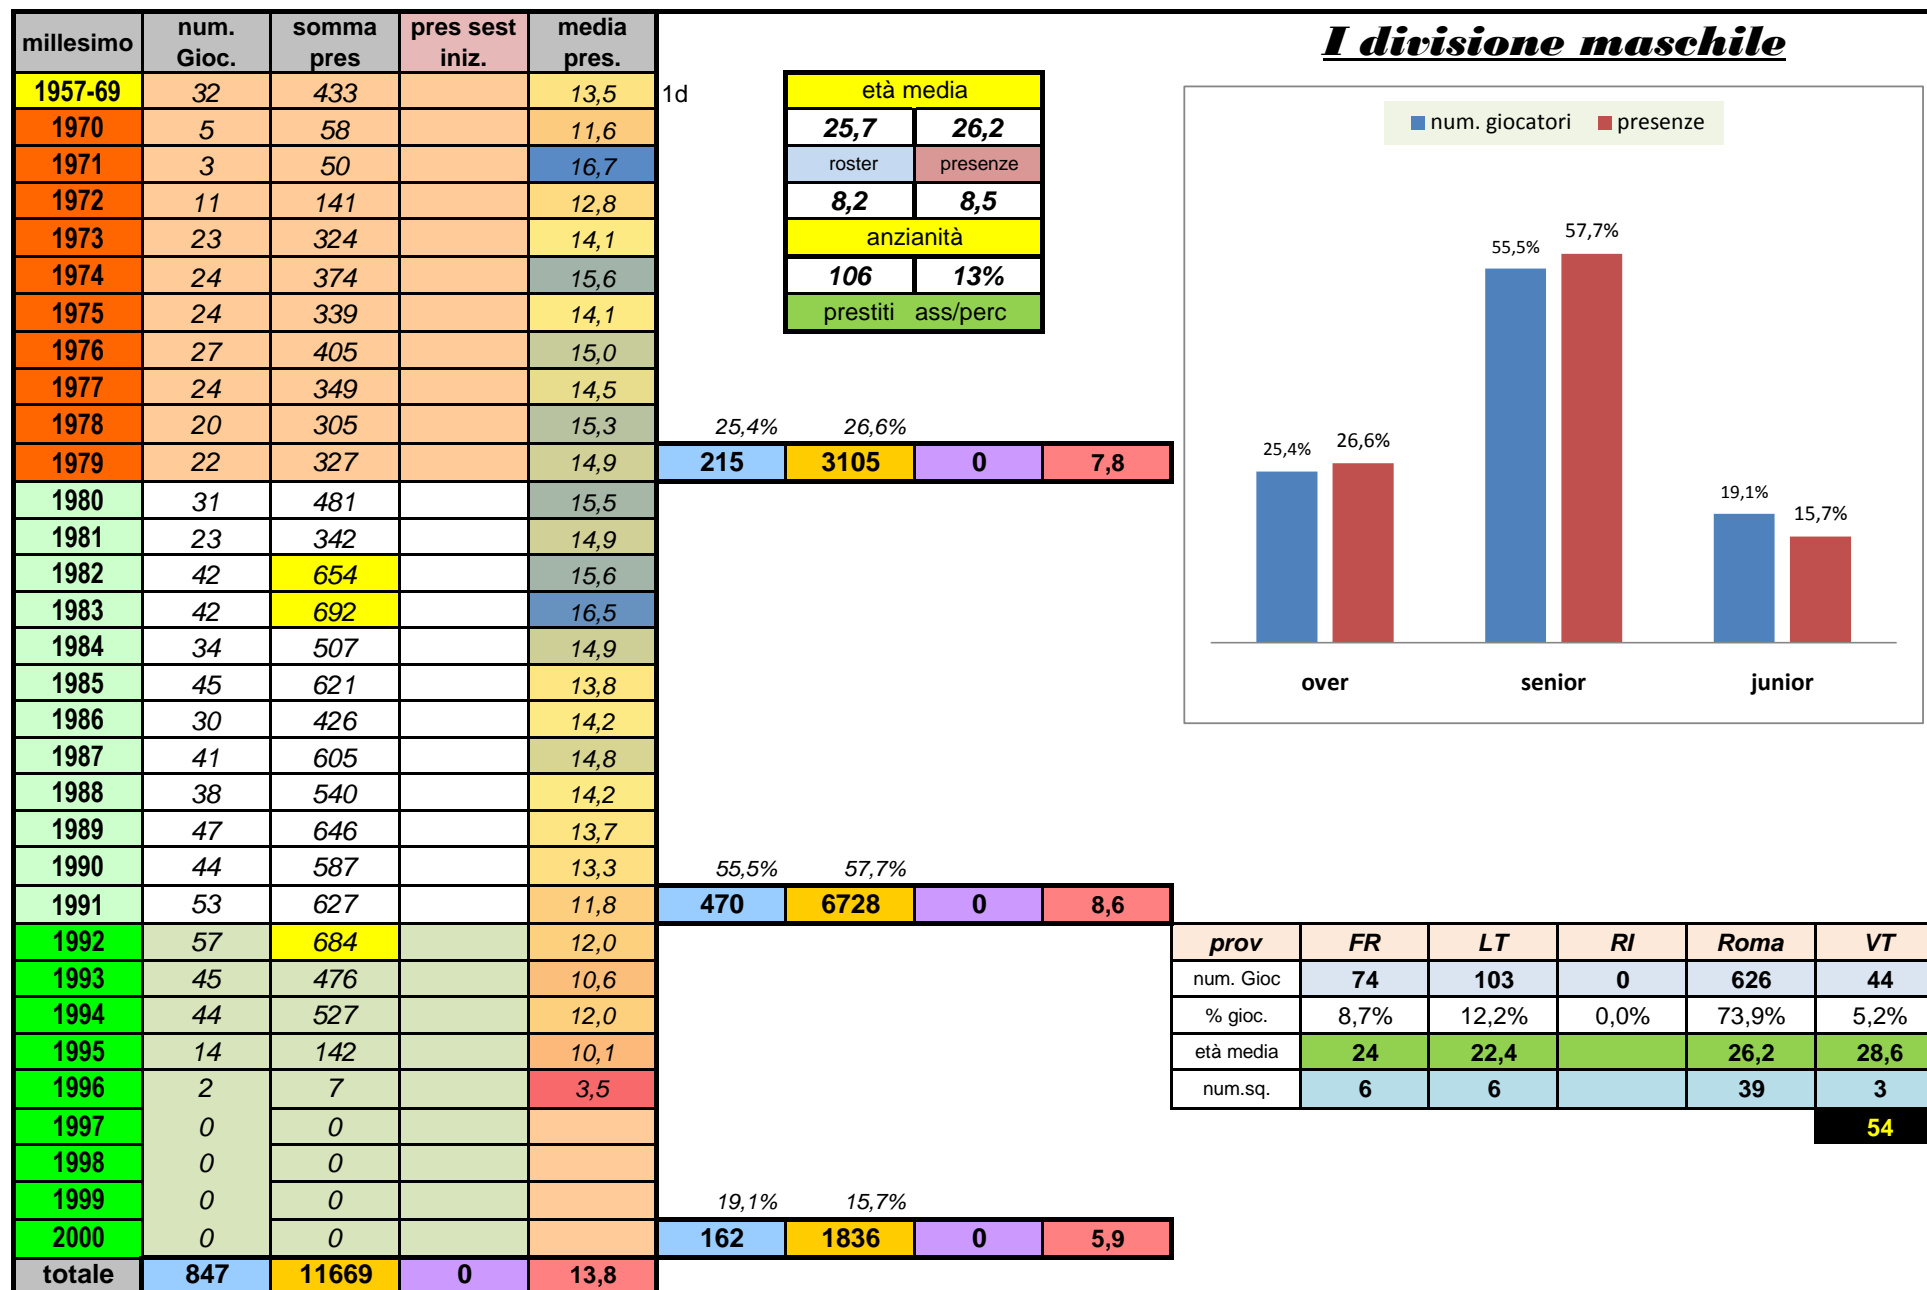 I divisione maschile
millesimo num. Gioc. somma pres pres sest iniz. media pres.
1957-69 32 433 13,5 1d
1970 5 58 11,6
1971 3 50 16,7
1972 11 141 12,8
1973 23 324 14,1
1974 24 374 15,6
1975 24 339 14,1
1976 27 405 15,0
1977 24 349 14,5
1978 20 305 15,3 25,4% 26,6%
1979 22 327 14,9 215 3105 0 7,8
1980 31 481 15,5
1981 23 342 14,9
1982 42 654 15,6
1983 42 692 16,5
1984 34 507 14,9
1985 45 621 13,8
1986 30 426 14,2
1987 41 605 14,8
1988 38 540 14,2
1989 47 646 13,7
1990 44 587 13,3 55,5% 57,7%
1991 53 627 11,8 470 6728 0 8,6
1992 57 684 12,0
1993 45 476 10,6
1994 44 527 12,0
1995 14 142 10,1
1996 2 7 3,5
1997 0 0
1998 0 0
1999 0 0 19,1% 15,7%
2000 0 0 162 1836 0 5,9
totale 847 11669 0 13,8
età media
25,7 26,2
roster presenze
8,2 8,5
anzianità
106 13%
prestiti ass/perc
num. giocatori presenze
25,4% 26,6%
55,5% 57,7%
19,1% 15,7%
over senior junior
prov FR LT RI Roma VT
num. Gioc 74 103 0 626 44
% gioc. 8,7% 12,2% 0,0% 73,9% 5,2%
età media 24 22,4 26,2 28,6
num.sq. 6 6 39 3
54